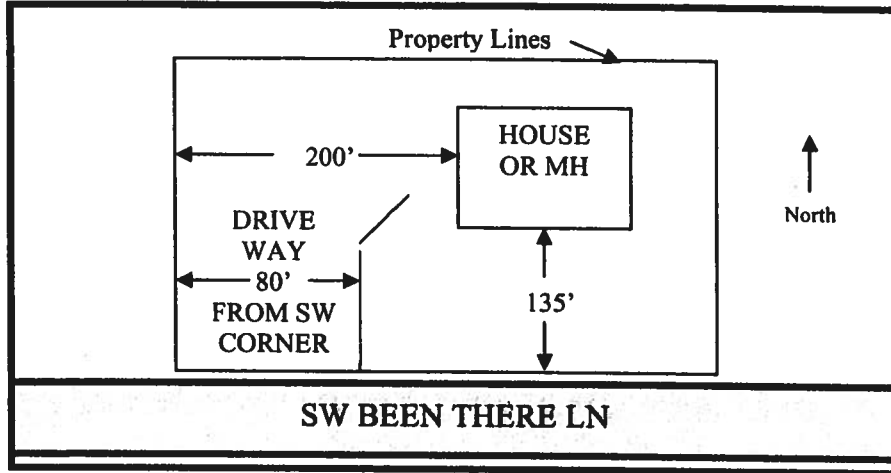 Property Lines
HOUSE
OR MH
200’
North
DRIVE
WAY
80’
FROM SW
CORNER
135’
SW BEEN THERE LN